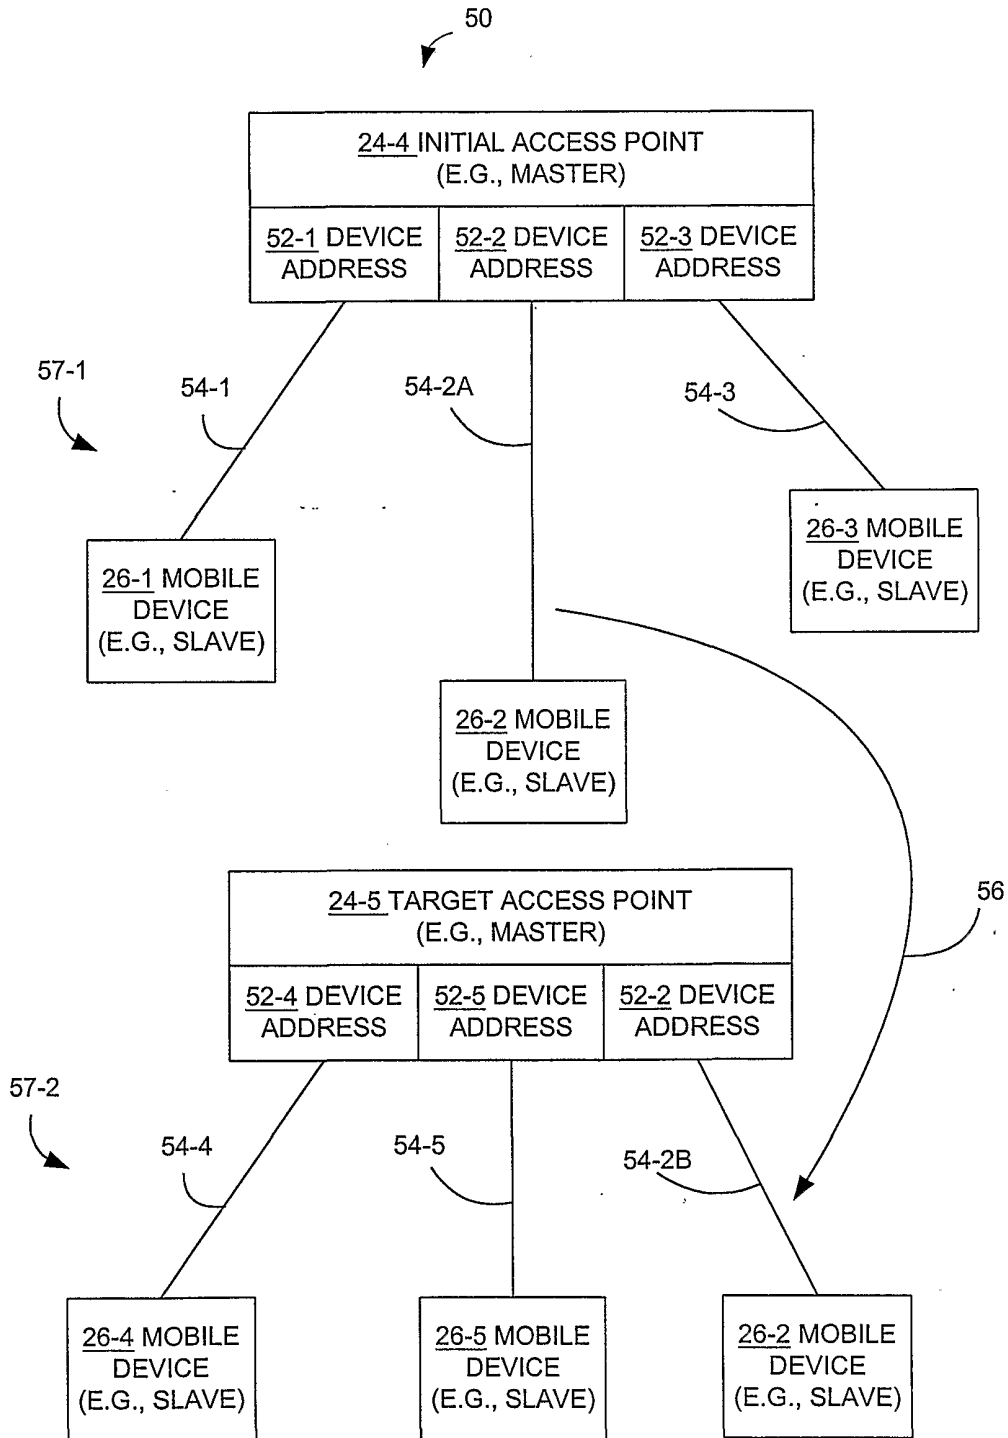 50
24-4 INITIAL ACCESS POINT
(E.G., MASTER)
52-1 DEVICE
ADDRESS
52-2 DEVICE
ADDRESS
52-3 DEVICE
ADDRESS
57-1
54-1
54-2A
54-3
26-1 MOBILE
DEVICE
(E.G., SLAVE)
26-2 MOBILE
DEVICE
(E.G., SLAVE)
26-3 MOBILE
DEVICE
(E.G., SLAVE)
56
24-5 TARGET ACCESS POINT
(E.G., MASTER)
52-4 DEVICE
ADDRESS
52-5 DEVICE
ADDRESS
52-2 DEVICE
ADDRESS
57-2
54-4
54-5
54-2B
26-4 MOBILE
DEVICE
(E.G., SLAVE)
26-5 MOBILE
DEVICE
(E.G., SLAVE)
26-2 MOBILE
DEVICE
(E.G., SLAVE)